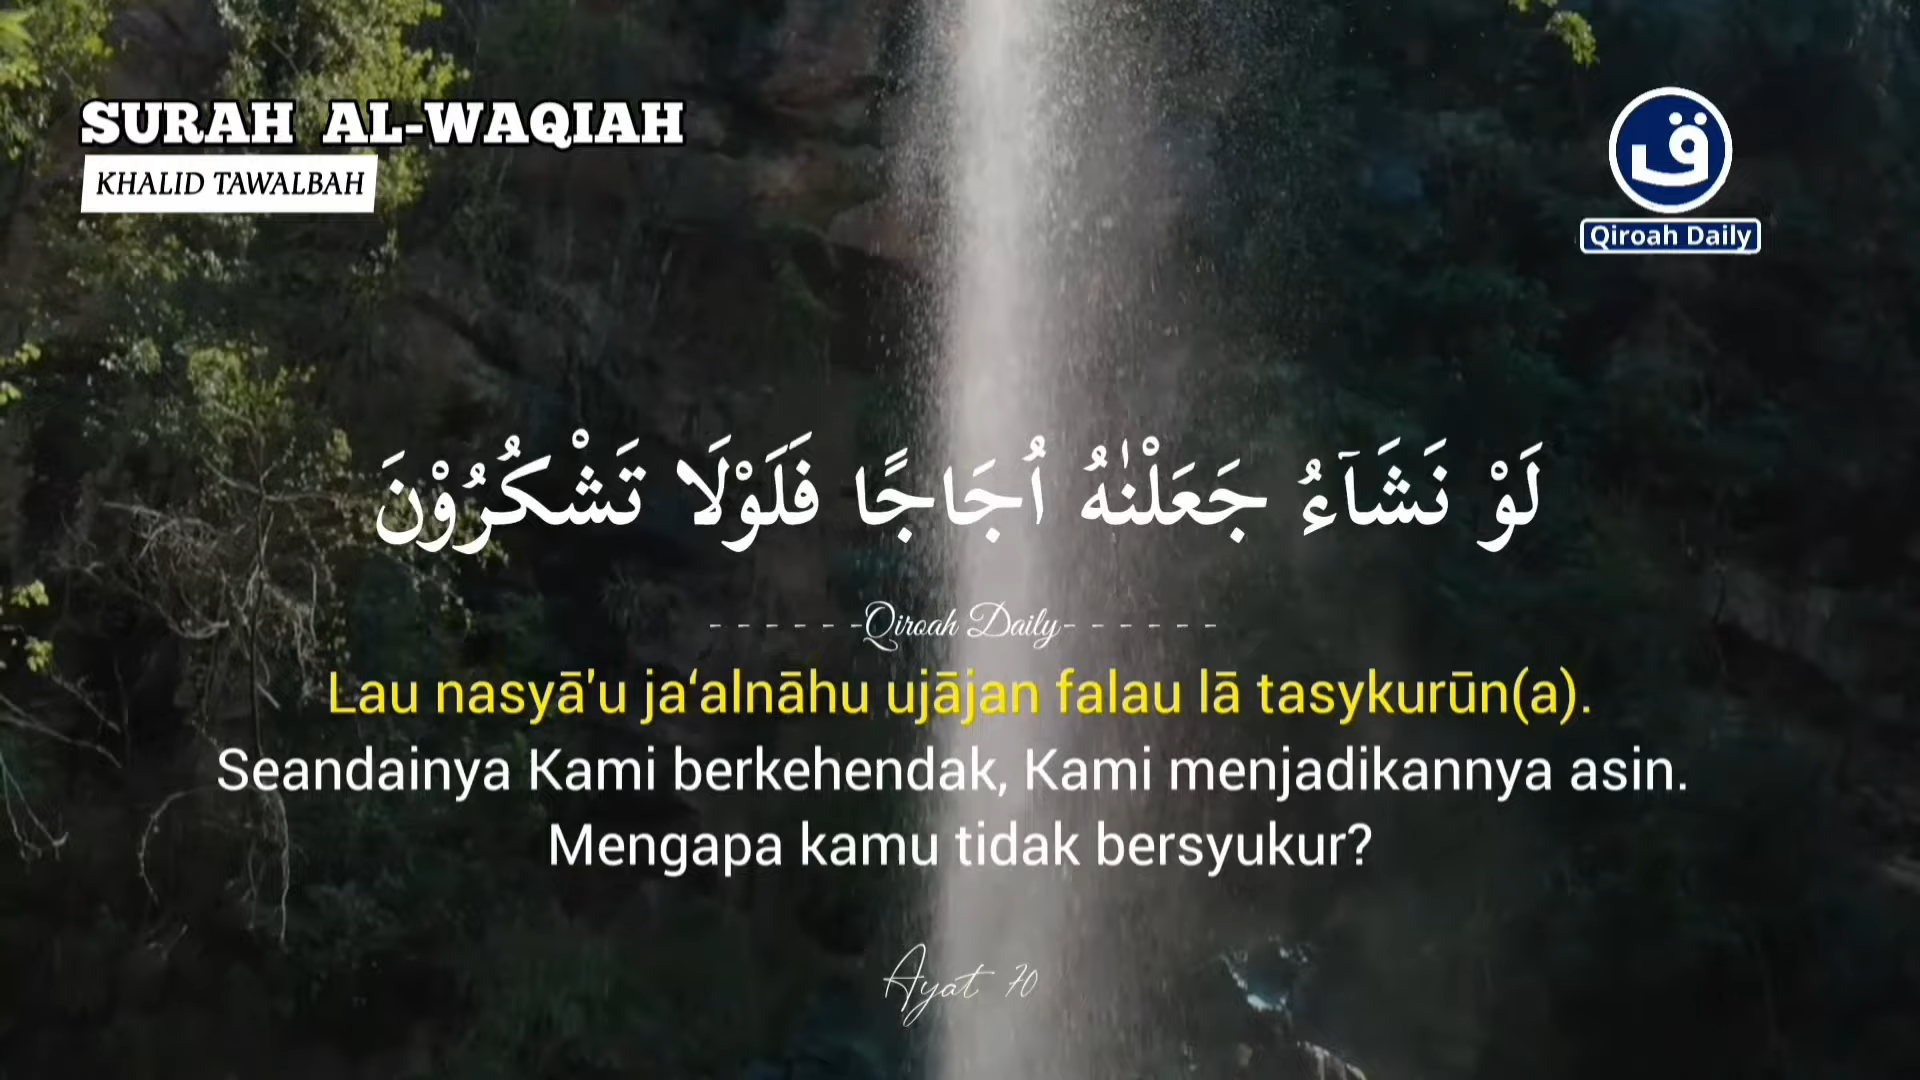 SURAH AL-WAQIAH
KHALID TAWALBAH
ق
Qiroah Daily
لَوْ نَشَاۤءُ جَعَلْنٰهُ اُجَاجًا فَلَوْلَا تَشْكُرُوْنَ
- - - - - -Qiroah Daily- - - - - -
Lau nasyā'u ja‘alnāhu ujājan falau lā tasykurūn(a).
Seandainya Kami berkehendak, Kami menjadikannya asin.
Mengapa kamu tidak bersyukur?
Ayat 70